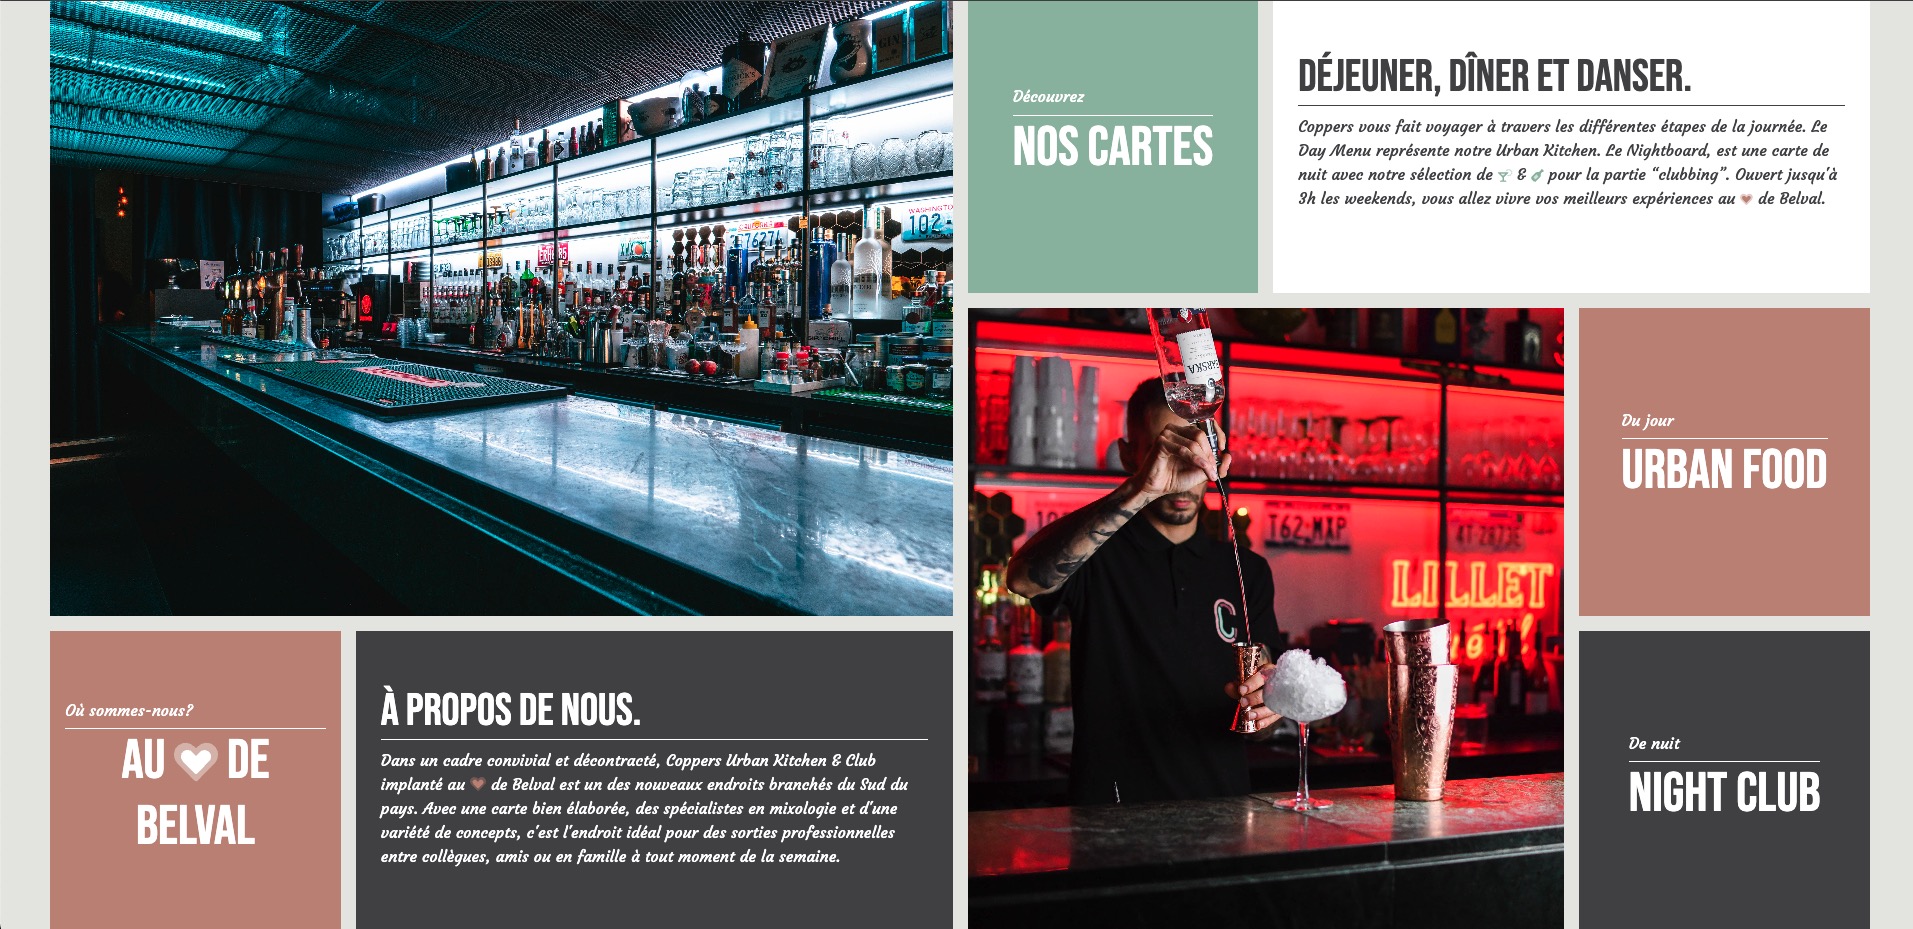 Découvrez
NOS CARTES
DÉJEUNER, DÎNER ET DANSER.
Coppers vous fait voyager à travers les différentes étapes de la journée. Le
Day Menu représente notre Urban Kitchen. Le Nightboard, est une carte de
nuit avec notre sélection de 🍸 & 🍾 pour la partie “clubbing”. Ouvert jusqu'à
3h les weekends, vous allez vivre vos meilleurs expériences au ❤ de Belval.
WASHINGTON
102
76274
GIN
T62 MXP
LILLET
Du jour
URBAN FOOD
Où sommes-nous?
AU ❤ DE
BELVAL
À PROPOS DE NOUS.
Dans un cadre convivial et décontracté, Coppers Urban Kitchen & Club
implanté au ❤ de Belval est un des nouveaux endroits branchés du Sud du
pays. Avec une carte bien élaborée, des spécialistes en mixologie et d'une
variété de concepts, c'est l'endroit idéal pour des sorties professionnelles
entre collègues, amis ou en famille à tout moment de la semaine.
De nuit
NIGHT CLUB